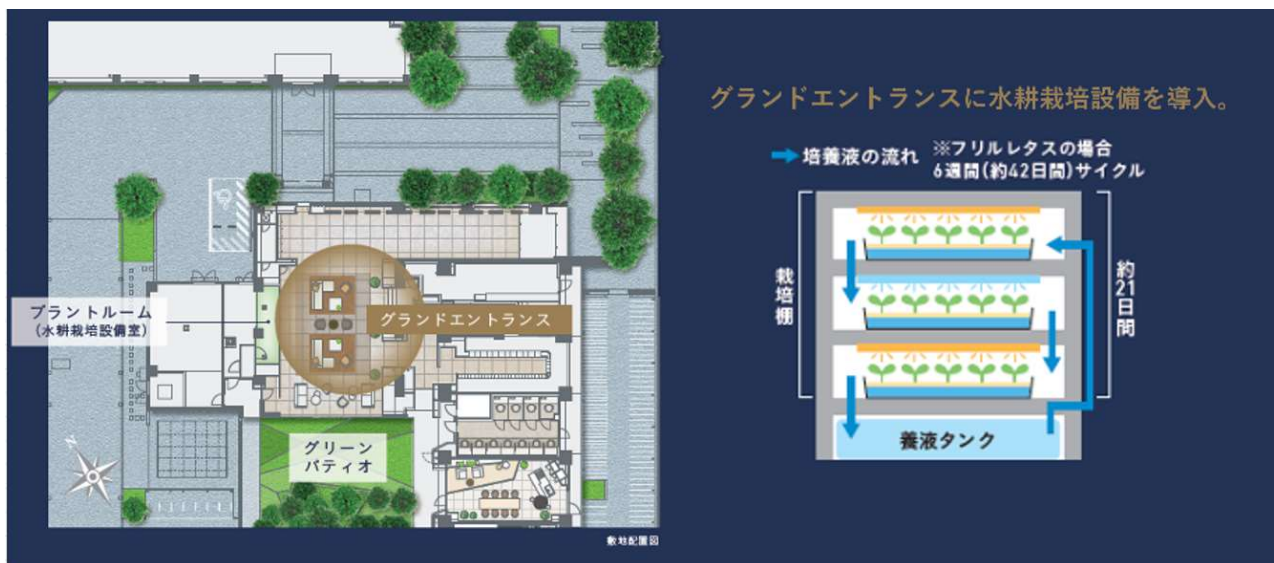 プラントルーム
(水耕栽培設備室)
グランドエントランス
グリーン
パティオ
N
敷地配置図
グランドエントランスに水耕栽培設備を導入。
培養液の流れ
※フリルレタスの場合
6週間(約42日間)サイクル
栽培棚
約21日間
養液タンク